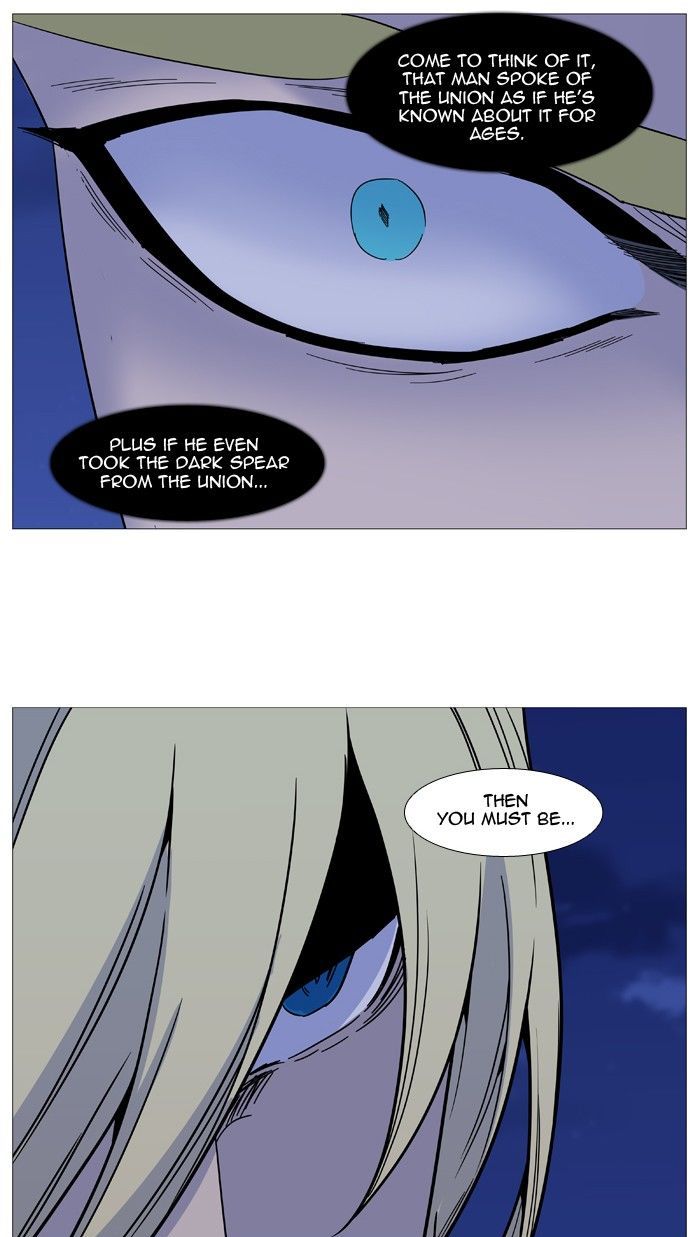 COME TO THINK OF IT,
THAT MAN SPOKE OF
THE UNION AS IF HE'S
KNOWN ABOUT IT FOR
AGES.
PLUS IF HE EVEN
TOOK THE DARK SPEAR
FROM THE UNION...
THEN
YOU MUST BE...